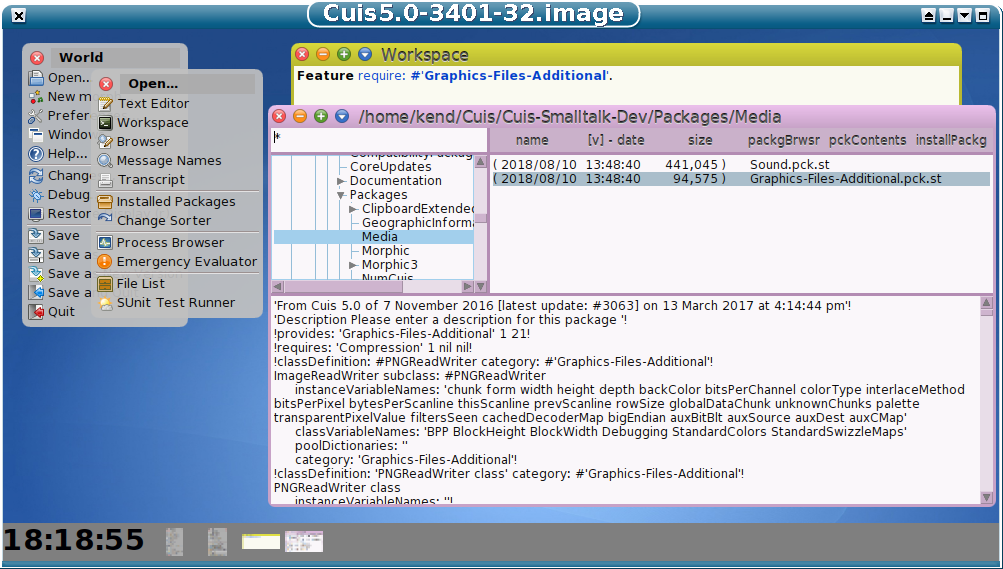 Cuis5.0-3401-32.image
World
Open..
New m
Prefer
Windo
Help...
Chang
Debug
Restor
Save
Save a
Save a
Save a
Quit
Open...
Text Editor
Workspace
Browser
Message Names
Transcript
Installed Packages
Change Sorter
Process Browser
Emergency Evaluator
File List
SUnit Test Runner
Workspace
Feature require: #'Graphics-Files-Additional'.
/home/kend/Cuis/Cuis-Smalltalk-Dev/Packages/Media
*
name [v] - date size packgBrwsr pckContents installPackg
CompatibilityPackag
CoreUpdates
Documentation
Packages
ClipboardExtended
GeographicInforma
Media
Morphic
Morphic3
NumCuis
( 2018/08/10 13:48:40 441,045 ) Sound.pck.st
( 2018/08/10 13:48:40 94,575 ) Graphics-Files-Additional.pck.st
'From Cuis 5.0 of 7 November 2016 [latest update: #3063] on 13 March 2017 at 4:14:44 pm'!
'Description Please enter a description for this package '!
!provides: 'Graphics-Files-Additional' 1 21!
!requires: 'Compression' 1 nil nil!
!classDefinition: #PNGReadWriter category: #'Graphics-Files-Additional'!
ImageReadWriter subclass: #PNGReadWriter
instanceVariableNames: 'chunk form width height depth backColor bitsPerChannel colorType interlaceMethod
bitsPerPixel bytesPerScanline thisScanline prevScanline rowSize globalDataChunk unknownChunks palette
transparentPixelValue filtersSeen cachedDecoderMap bigEndian auxBitBlt auxSource auxDest auxCMap'
classVariableNames: 'BPP BlockHeight BlockWidth Debugging StandardColors StandardSwizzleMaps'
poolDictionaries: ''
category: 'Graphics-Files-Additional'!
!classDefinition: 'PNGReadWriter class' category: #'Graphics-Files-Additional'!
PNGReadWriter class
instanceVariableNames: ''!
18:18:55